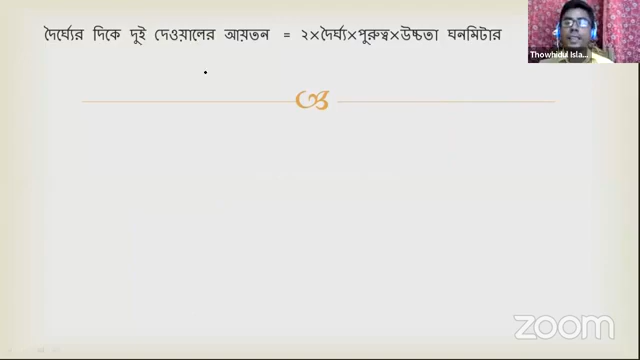 দৈর্ঘ্যের দিকে দুই দেওয়ালের আয়তন = ২×দৈর্ঘ্য×পুরুত্ব×উচ্চতা ঘনমিটার
Thowhidul Isla...
zoom